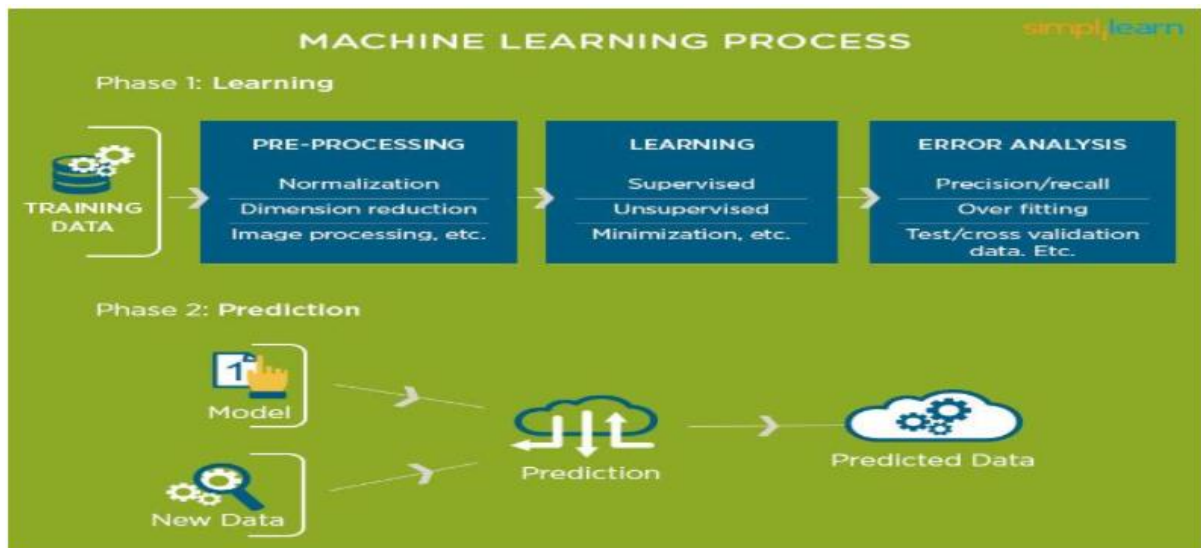 simplilearn
MACHINE LEARNING PROCESS
Phase 1: Learning
TRAINING
DATA
PRE-PROCESSING
Normalization
Dimension reduction
Image processing, etc.
LEARNING
Supervised
Unsupervised
Minimization, etc.
ERROR ANALYSIS
Precision/recall
Over fitting
Test/cross validation
data. Etc.
Phase 2: Prediction
1
Model
New Data
Prediction
Predicted Data